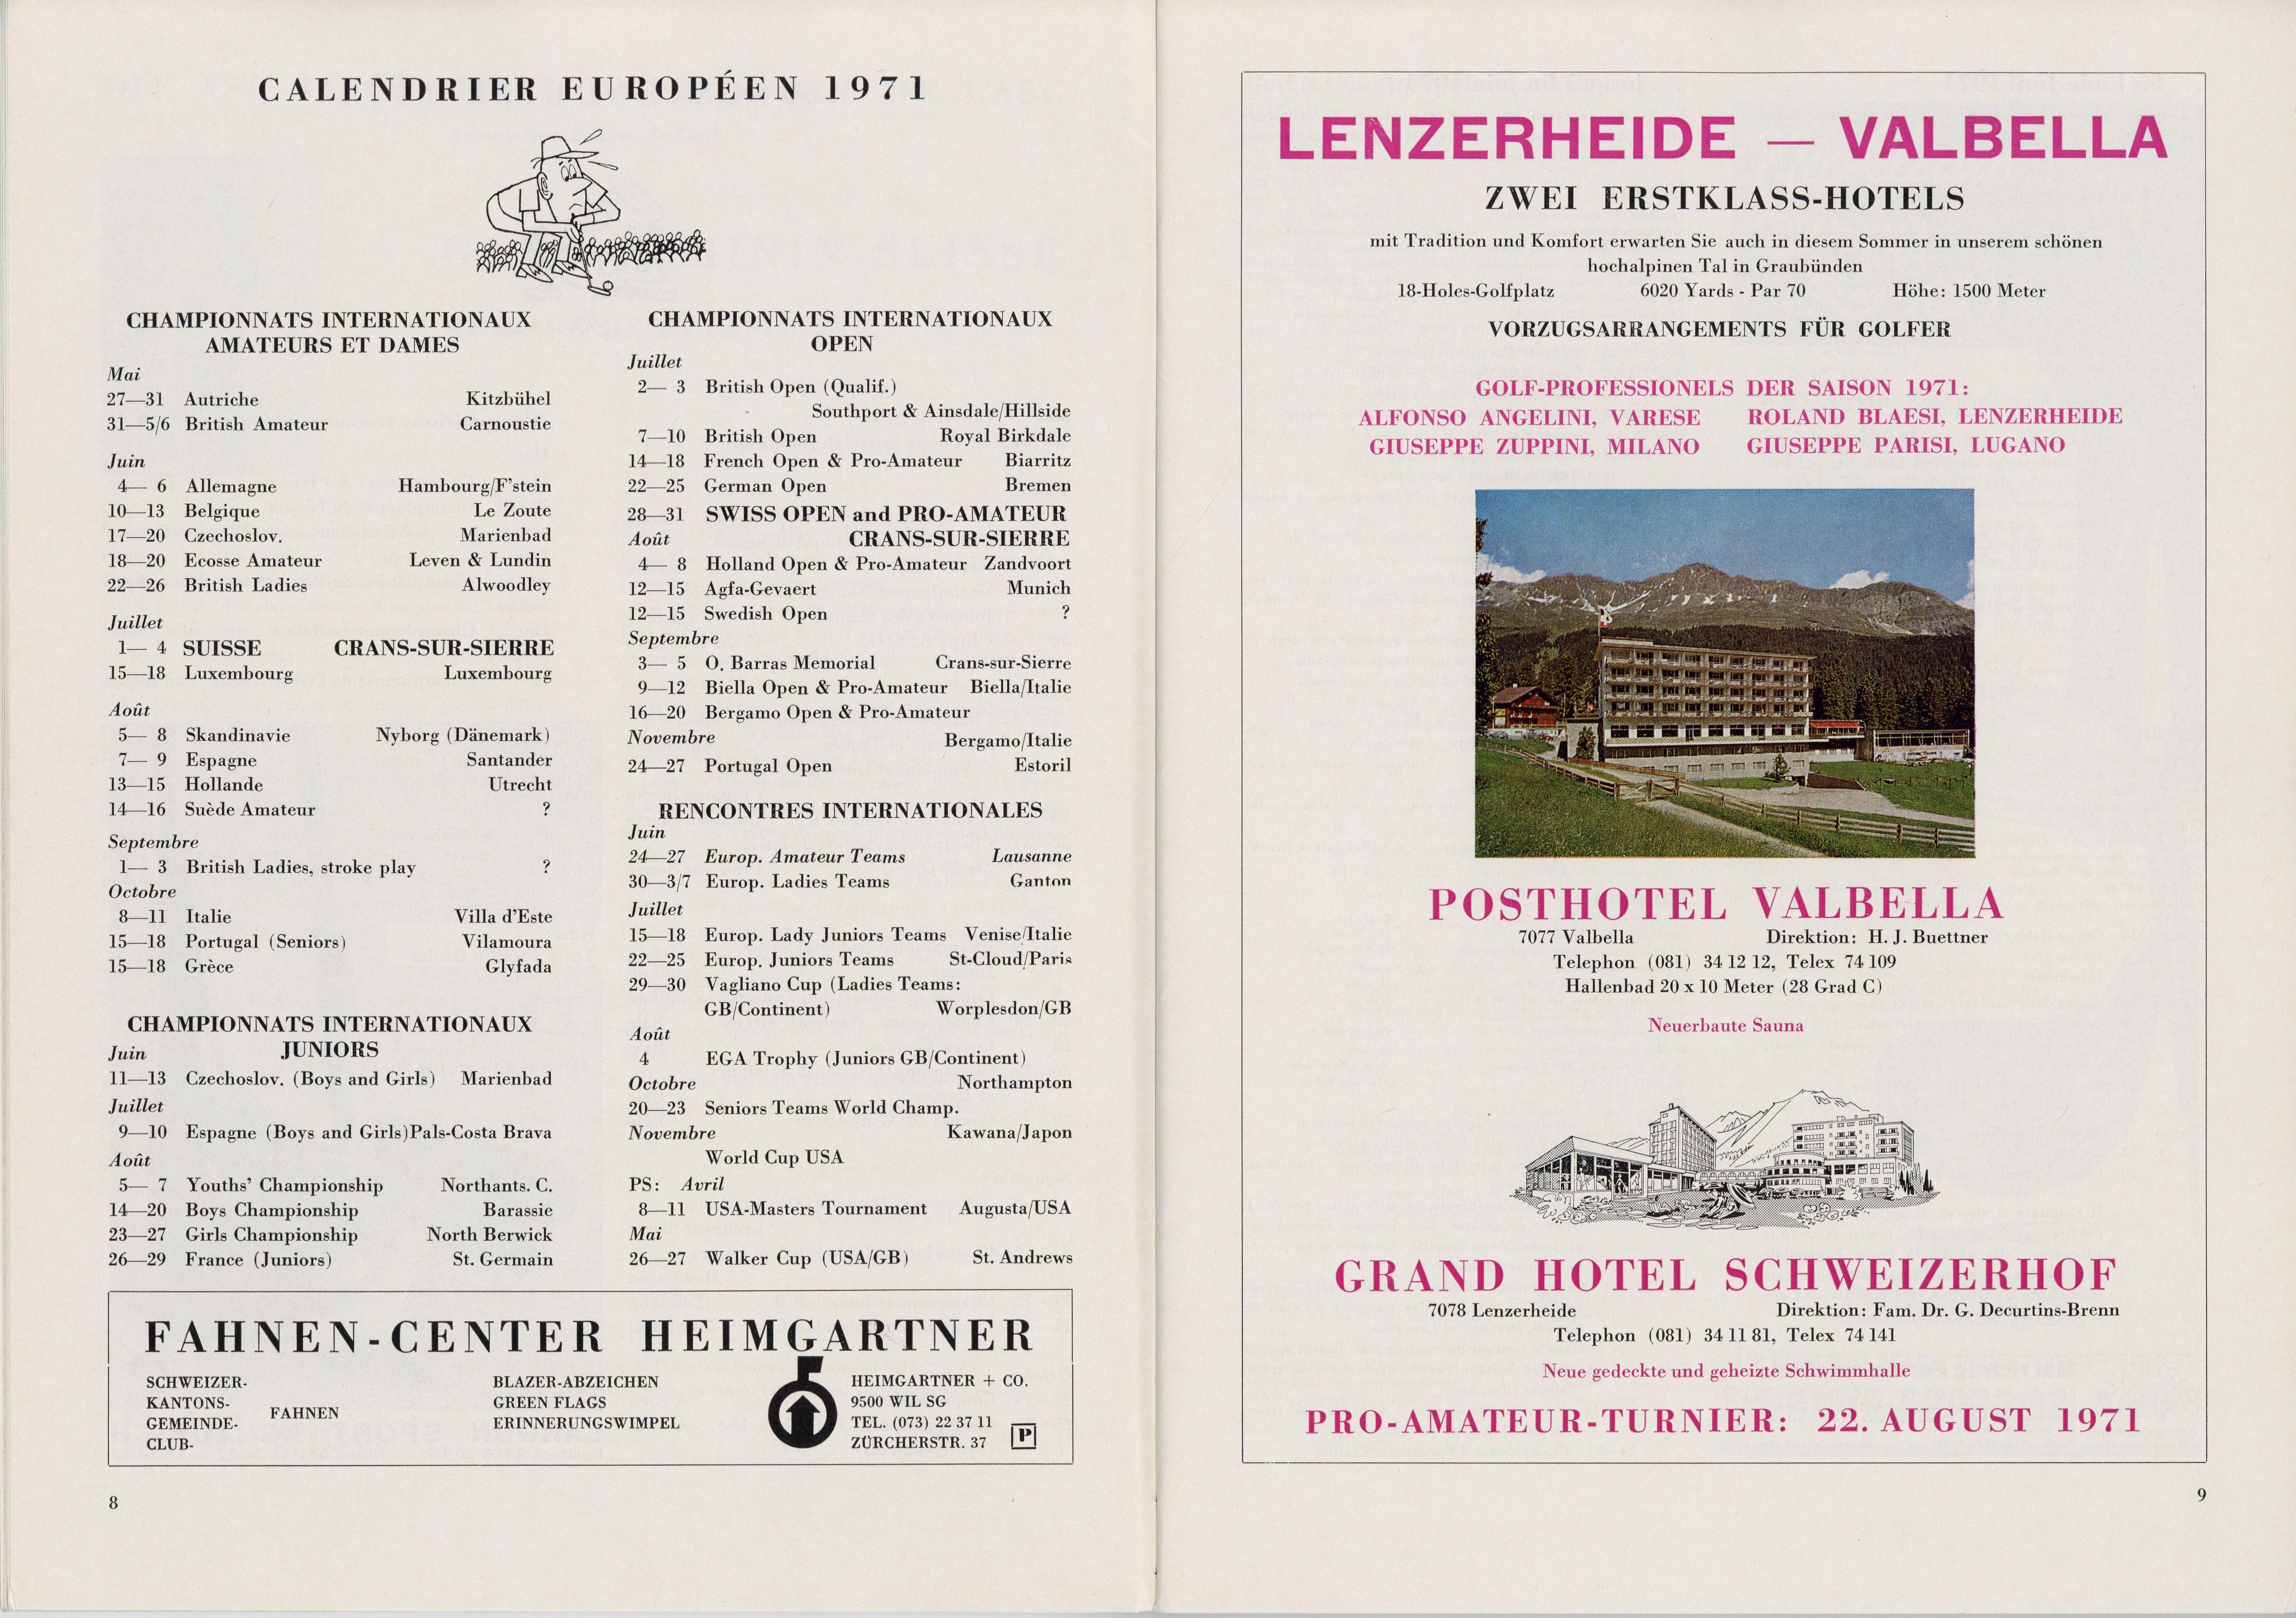 CALENDRIER EUROPÉEN 1971
CHAMPIONNATS INTERNATIONAUX
AMATEURS ET DAMES
Mai
27—31 Autriche Kitzbühel
31—5/6 British Amateur Carnoustie
Juin
4— 6 Allemagne Hambourg/F'stein
10—13 Belgique Le Zoute
17—20 Czechoslov. Marienbad
18—20 Ecosse Amateur Leven & Lundin
22—26 British Ladies Alwoodley
Juillet
1— 4 SUISSE CRANS-SUR-SIERRE
15—18 Luxembourg Luxembourg
Août
5— 8 Skandinavie Nyborg (Dänemark)
7— 9 Espagne Santander
13—15 Hollande Utrecht
14—16 Suède Amateur ?
Septembre
1— 3 British Ladies, stroke play ?
Octobre
8—11 Italie Villa d'Este
15—18 Portugal (Seniors) Vilamoura
15—18 Grèce Glyfada
CHAMPIONNATS INTERNATIONAUX
JUNIORS
Juin
11—13 Czechoslov. (Boys and Girls) Marienbad
Juillet
9—10 Espagne (Boys and Girls)Pals-Costa Brava
Août
5— 7 Youths' Championship Northants. C.
14—20 Boys Championship Barassie
23—27 Girls Championship North Berwick
26—29 France (Juniors) St. Germain
CHAMPIONNATS INTERNATIONAUX
OPEN
Juillet
2— 3 British Open (Qualif.)
Southport & Ainsdale/Hillside
7—10 British Open Royal Birkdale
14—18 French Open & Pro-Amateur Biarritz
22—25 German Open Bremen
28—31 SWISS OPEN and PRO-AMATEUR
Août CRANS-SUR-SIERRE
4— 8 Holland Open & Pro-Amateur Zandvoort
12—15 Agfa-Gevaert Munich
12—15 Swedish Open ?
Septembre
3— 5 O. Barras Memorial Crans-sur-Sierre
9—12 Biella Open & Pro-Amateur Biella/Italie
16—20 Bergamo Open & Pro-Amateur
Novembre Bergamo/Italie
24—27 Portugal Open Estoril
RENCONTRES INTERNATIONALES
Juin
24—27 Europ. Amateur Teams Lausanne
30—3/7 Europ. Ladies Teams Ganton
Juillet
15—18 Europ. Lady Juniors Teams Venise/Italie
22—25 Europ. Juniors Teams St-Cloud/Paris
29—30 Vagliano Cup (Ladies Teams:
GB/Continent) Worplesdon/GB
Août
4 EGA Trophy (Juniors GB/Continent)
Octobre Northampton
20—23 Seniors Teams World Champ.
Novembre Kawana/Japon
World Cup USA
PS: Avril
8—11 USA-Masters Tournament Augusta/USA
Mai
26—27 Walker Cup (USA/GB) St. Andrews
FAHNEN-CENTER HEIMGARTNER
SCHWEIZER-
KANTONS-
GEMEINDE-
CLUB-
FAHNEN
BLAZER-ABZEICHEN
GREEN FLAGS
ERINNERUNGSWIMPEL
HEIMGARTNER + CO.
9500 WIL SG
TEL. (073) 22 37 11
ZÜRCHERSTR. 37 P
8
LENZERHEIDE — VALBELLA
ZWEI ERSTKLASS-HOTELS
mit Tradition und Komfort erwarten Sie auch in diesem Sommer in unserem schönen
hochalpinen Tal in Graubünden
18-Holes-Golfplatz 6020 Yards - Par 70 Höhe: 1500 Meter
VORZUGSARRANGEMENTS FÜR GOLFER
GOLF-PROFESSIONELS DER SAISON 1971:
ALFONSO ANGELINI, VARESE ROLAND BLAESI, LENZERHEIDE
GIUSEPPE ZUPPINI, MILANO GIUSEPPE PARISI, LUGANO
POSTHOTEL VALBELLA
7077 Valbella Direktion: H. J. Buettner
Telephon (081) 34 12 12, Telex 74 109
Hallenbad 20 x 10 Meter (28 Grad C)
Neuerbaute Sauna
GRAND HOTEL SCHWEIZERHOF
7078 Lenzerheide Direktion: Fam. Dr. G. Decurtins-Brenn
Telephon (081) 34 11 81, Telex 74 141
Neue gedeckte und geheizte Schwimmhalle
PRO-AMATEUR-TURNIER: 22. AUGUST 1971
9